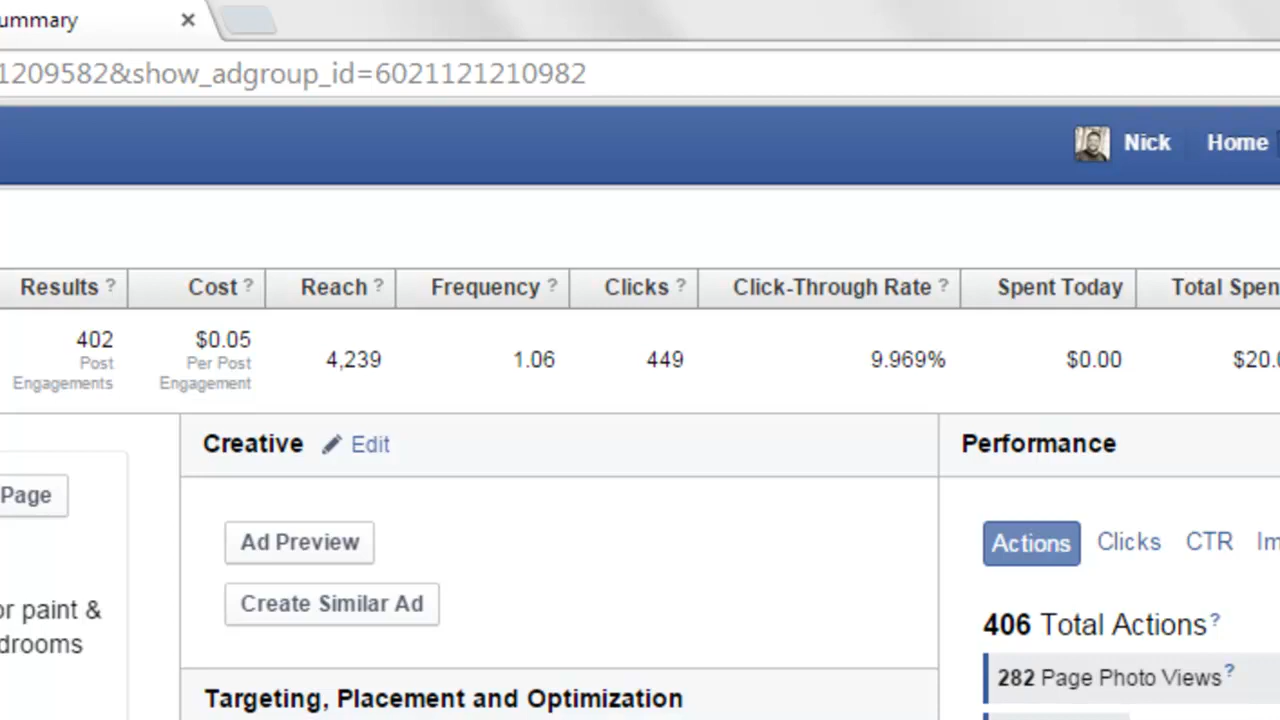 ummary ×
1209582&show_adgroup_id=6021121210982
Nick Home
Results ? Cost ? Reach ? Frequency ? Clicks ? Click-Through Rate ? Spent Today Total Spen
402 $0.05 4,239 1.06 449 9.969% $0.00 $20.0
Post Per Post
Engagements Engagement
Creative Edit Performance
Page
Ad Preview Actions Clicks CTR Im
Create Similar Ad
or paint & 406 Total Actions ?
drooms
282 Page Photo Views ?
Targeting, Placement and Optimization